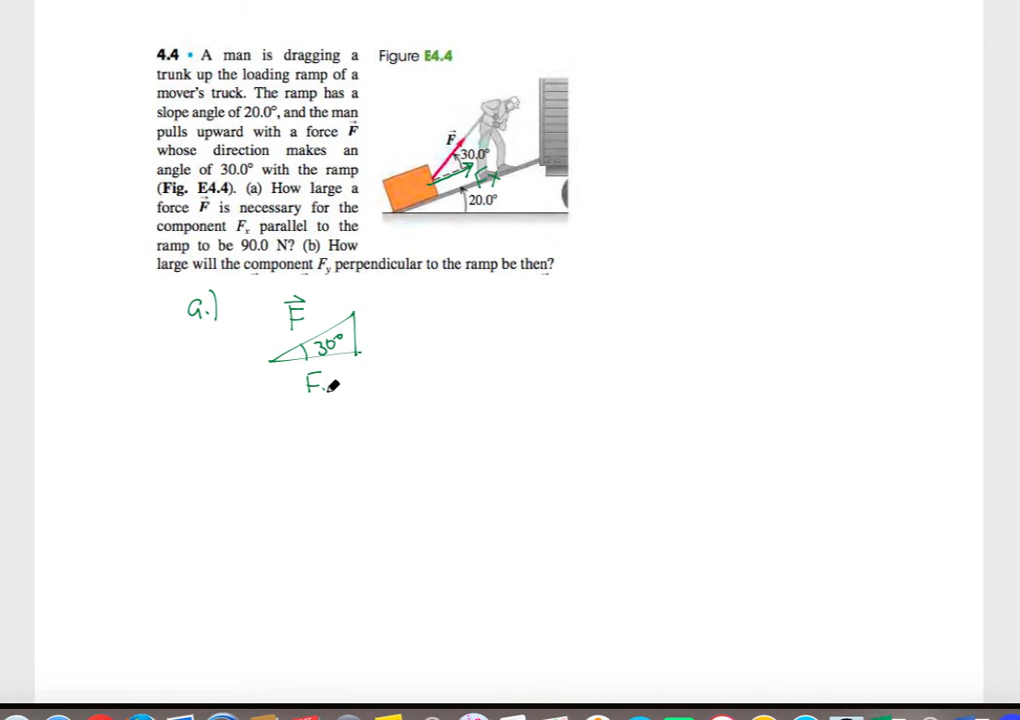 4.4 • A man is dragging a
trunk up the loading ramp of a
mover's truck. The ramp has a
slope angle of 20.0°, and the man
pulls upward with a force F⃗
whose direction makes an
angle of 30.0° with the ramp
(Fig. E4.4). (a) How large a
force F⃗ is necessary for the
component Fₓ parallel to the
ramp to be 90.0 N? (b) How
large will the component Fy perpendicular to the ramp be then?
Figure E4.4
F⃗
30.0°
Fx
20.0°
a.)
F⃗
30°
F